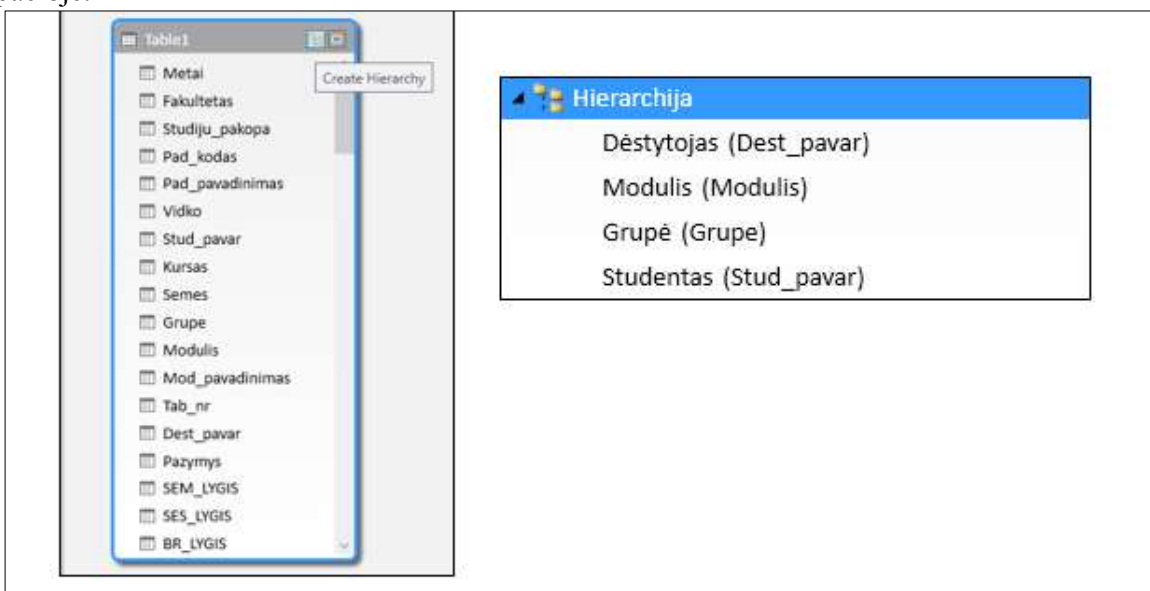 Table1
Create Hierarchy
Metai
Fakultetas
Studiju_pakopa
Pad_kodas
Pad_pavadinimas
Vidko
Stud_pavar
Kursas
Semes
Grupe
Modulis
Mod_pavadinimas
Tab_nr
Dest_pavar
Pazymys
SEM_LYGIS
SES_LYGIS
BR_LYGIS
Hierarchija
Dėstytojas (Dest_pavar)
Modulis (Modulis)
Grupė (Grupe)
Studentas (Stud_pavar)